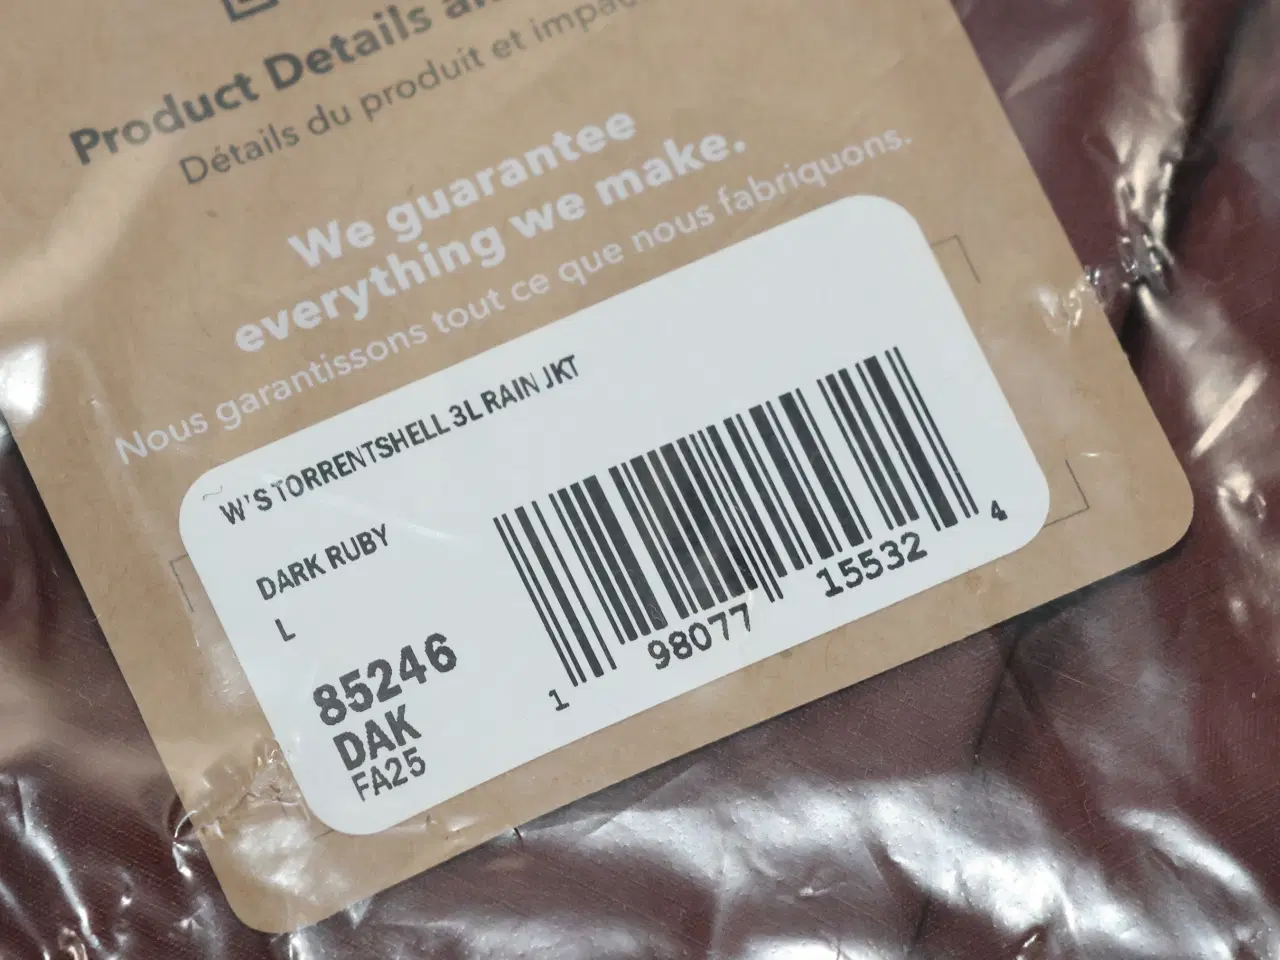 Product Details
Détails du produit et
We guarantee
everything we make.
Nous garantissons tout ce que nous fabriquons.
W'S TORRENTSHELL 3L RAIN JKT
DARK RUBY
L
85246
DAK
FA25
1 98077 15532 4